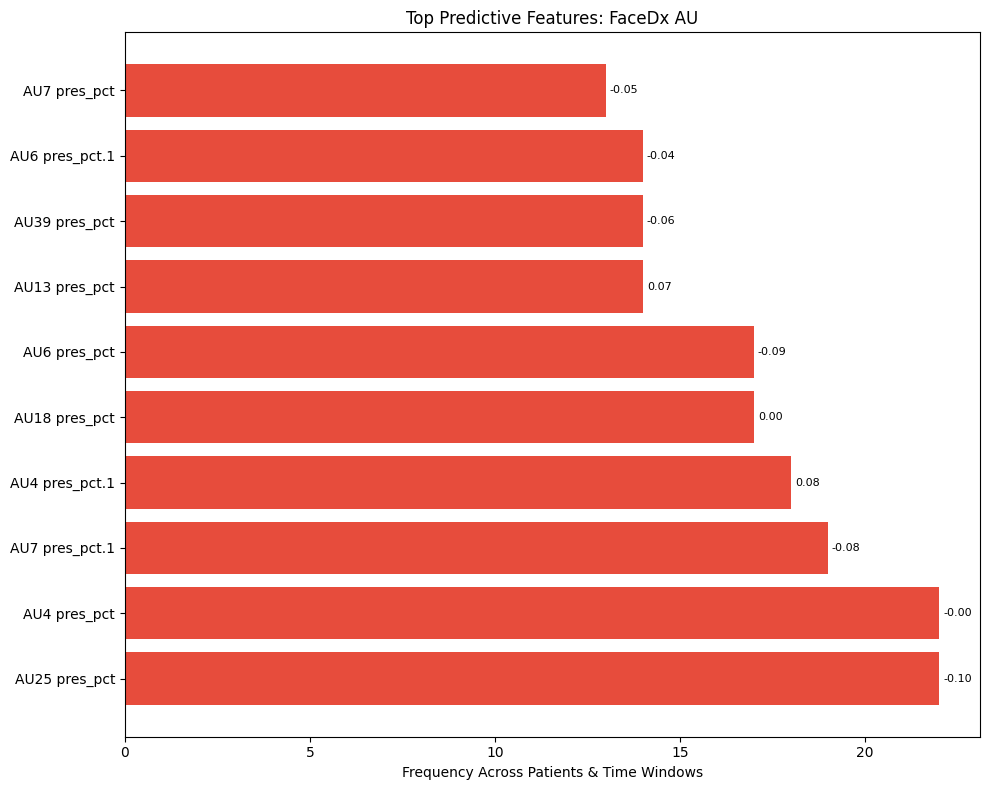 Top Predictive Features: FaceDx AU
AU7 pres_pct
-0.05
AU6 pres_pct.1
-0.04
AU39 pres_pct
-0.06
AU13 pres_pct
0.07
AU6 pres_pct
-0.09
AU18 pres_pct
0.00
AU4 pres_pct.1
0.08
AU7 pres_pct.1
-0.08
AU4 pres_pct
-0.00
AU25 pres_pct
-0.10
0 5 10 15 20
Frequency Across Patients & Time Windows